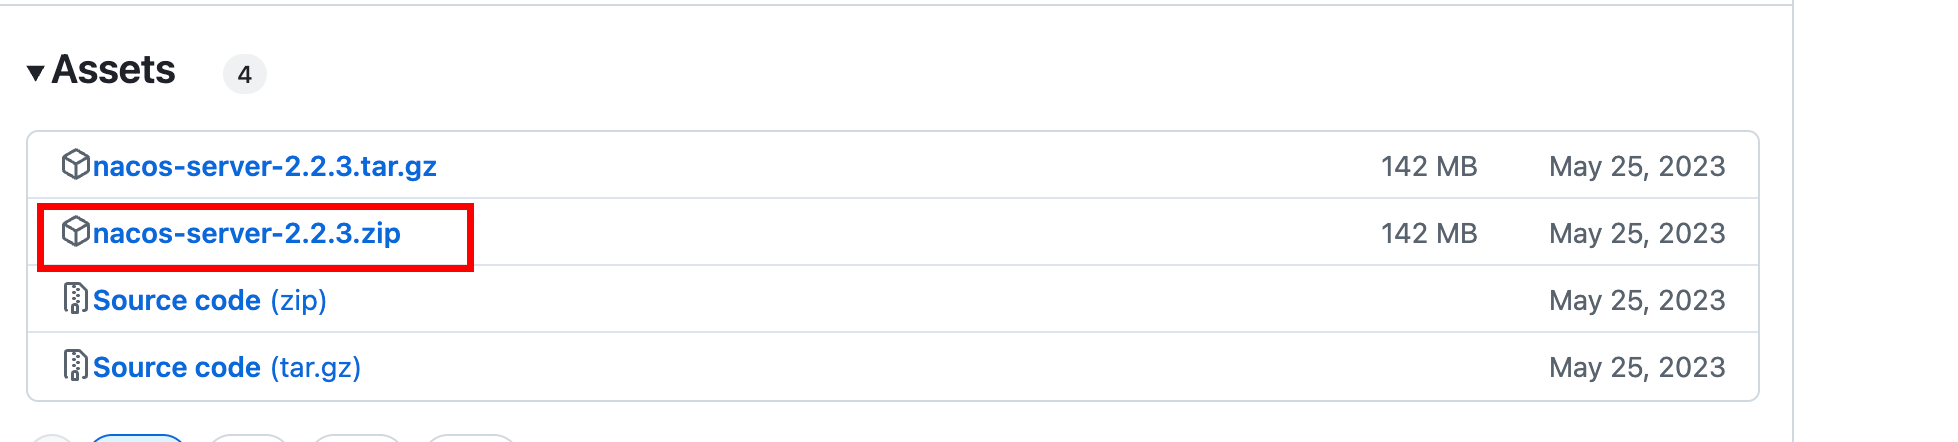 Assets 4
nacos-server-2.2.3.tar.gz 142 MB May 25, 2023
nacos-server-2.2.3.zip 142 MB May 25, 2023
Source code (zip) May 25, 2023
Source code (tar.gz) May 25, 2023